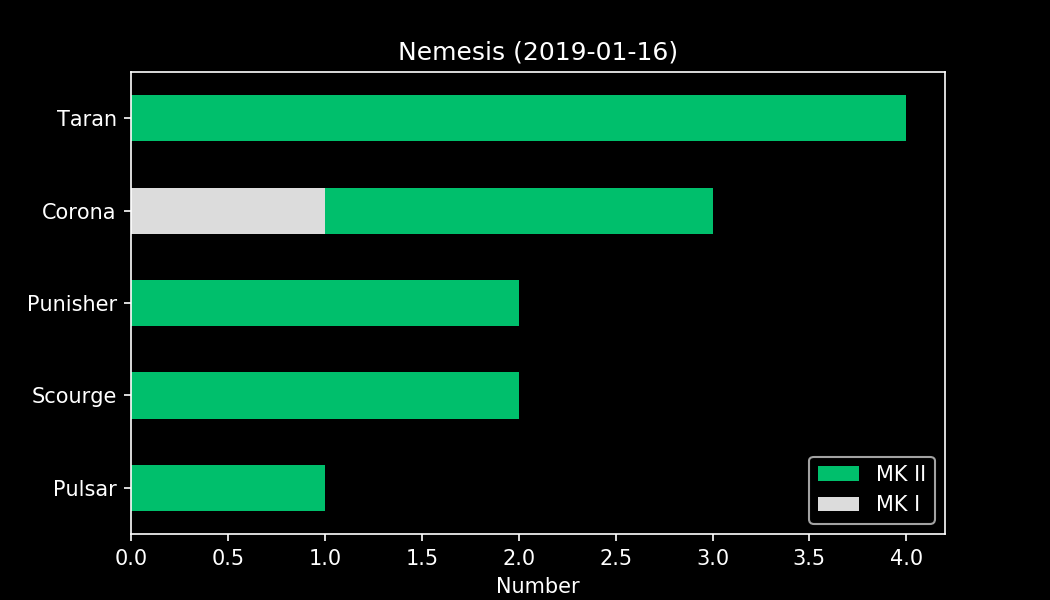 Nemesis (2019-01-16)
Taran
Corona
Punisher
Scourge
Pulsar
MK II
MK I
0.0 0.5 1.0 1.5 2.0 2.5 3.0 3.5 4.0
Number